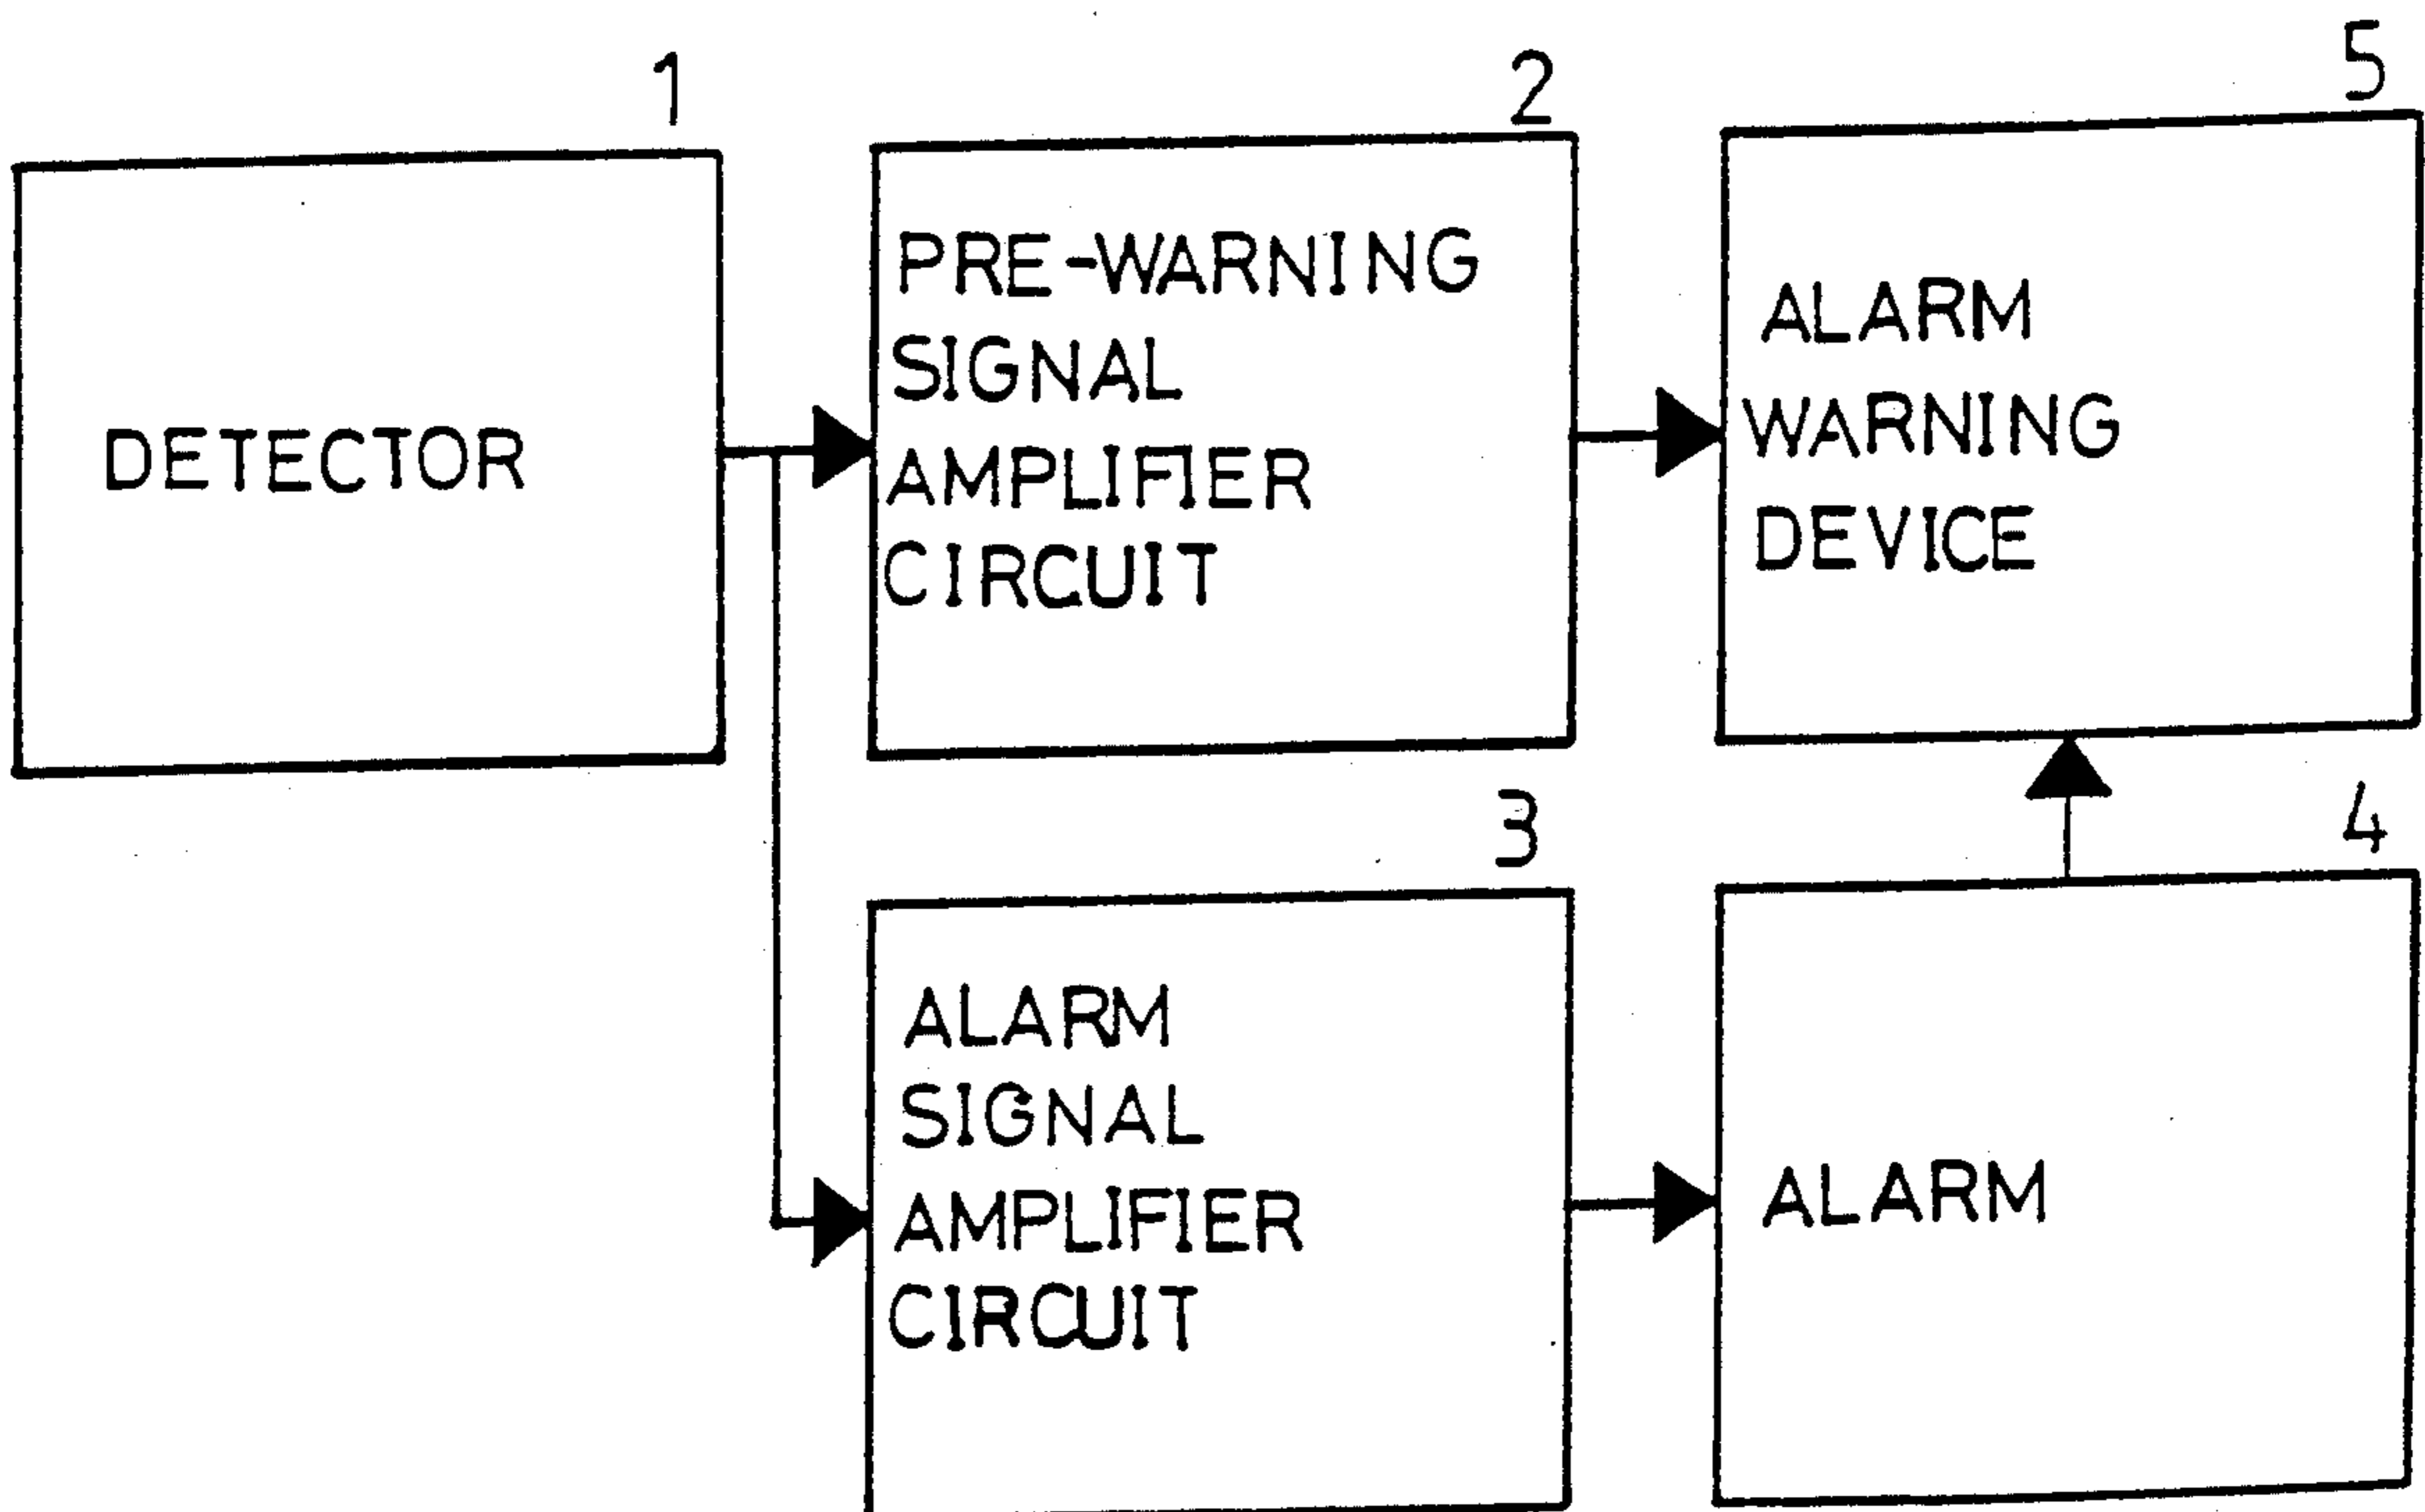 1
DETECTOR
2
PRE-WARNING
SIGNAL
AMPLIFIER
CIRCUIT
5
ALARM
WARNING
DEVICE
3
ALARM
SIGNAL
AMPLIFIER
CIRCUIT
4
ALARM